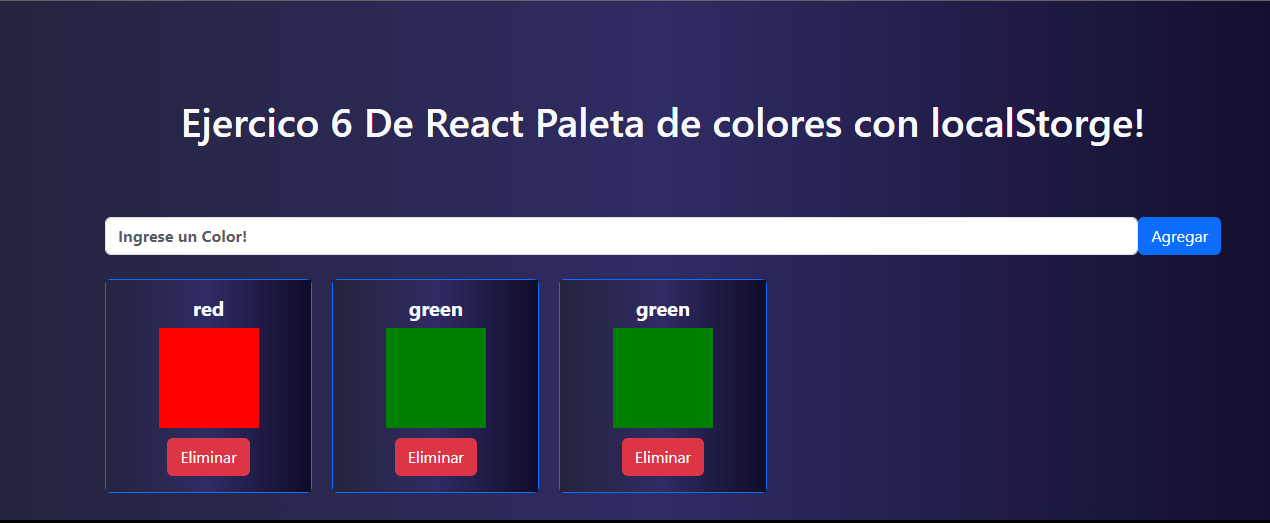 Ejercico 6 De React Paleta de colores con localStorge!
Ingrese un Color!
Agregar
red
green
green
Eliminar
Eliminar
Eliminar